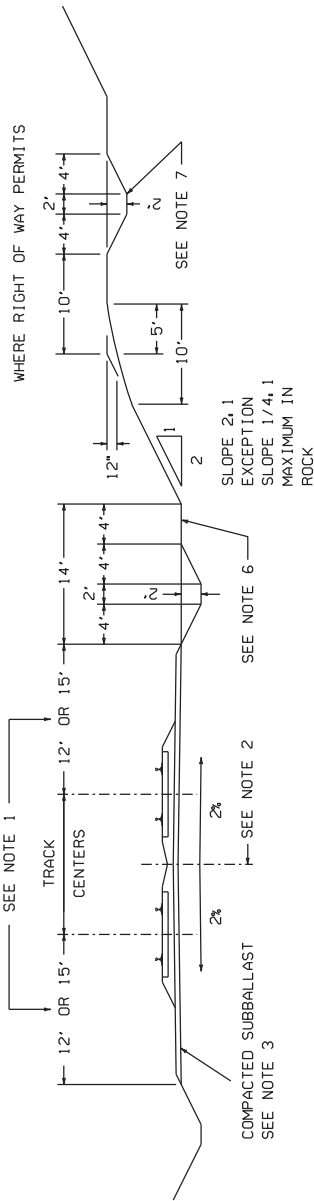 SEE NOTE 1
12' OR 15'
TRACK
CENTERS
12' OR 15'
14'
4'
2'
4'
4'
2'
12"
10'
4'
2'
4'
2'
5'
10'
WHERE RIGHT OF WAY PERMITS
SEE NOTE 7
1
2
SLOPE 2.1
EXCEPTION
SLOPE 1/4.1
MAXIMUM IN
ROCK
SEE NOTE 6
2%
2%
SEE NOTE 2
COMPACTED SUBBALLAST
SEE NOTE 3